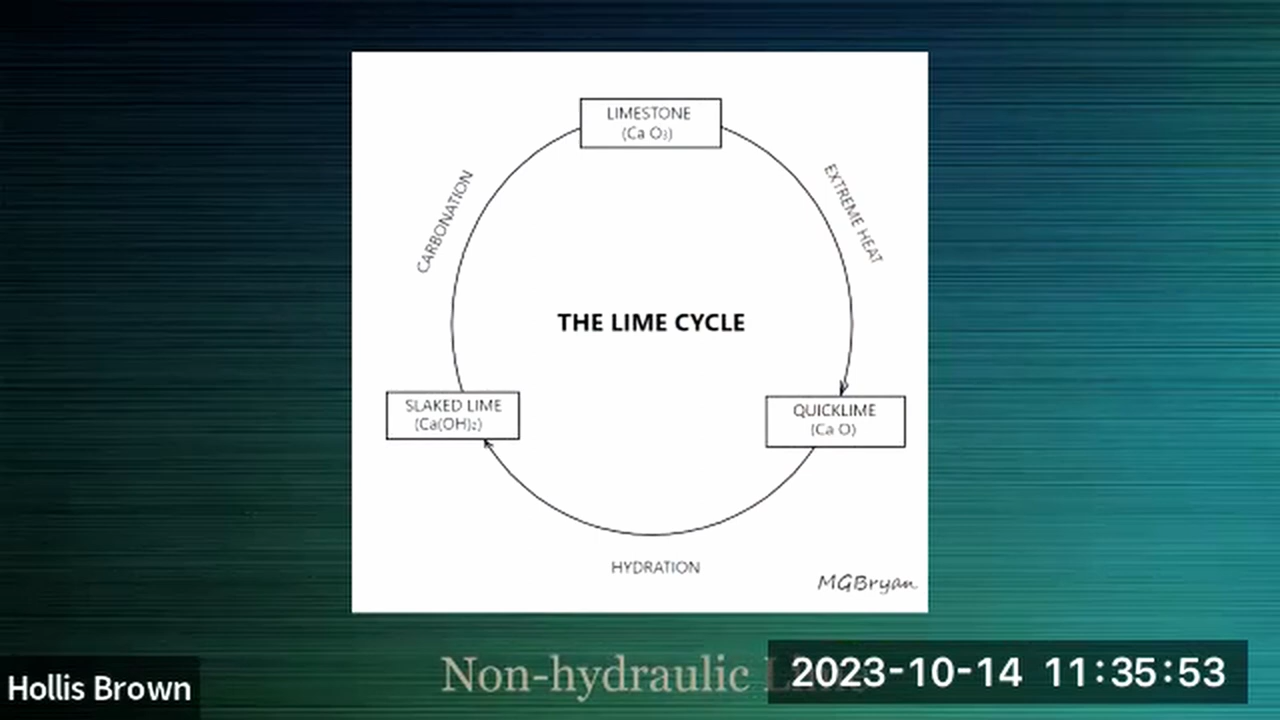 LIMESTONE
(Ca O₃)
CARBONATION
EXTREME HEAT
THE LIME CYCLE
SLAKED LIME
(Ca(OH)₂)
QUICKLIME
(Ca O)
HYDRATION
MGBryan
Non-hydraulic
2023-10-14 11:35:53
Hollis Brown